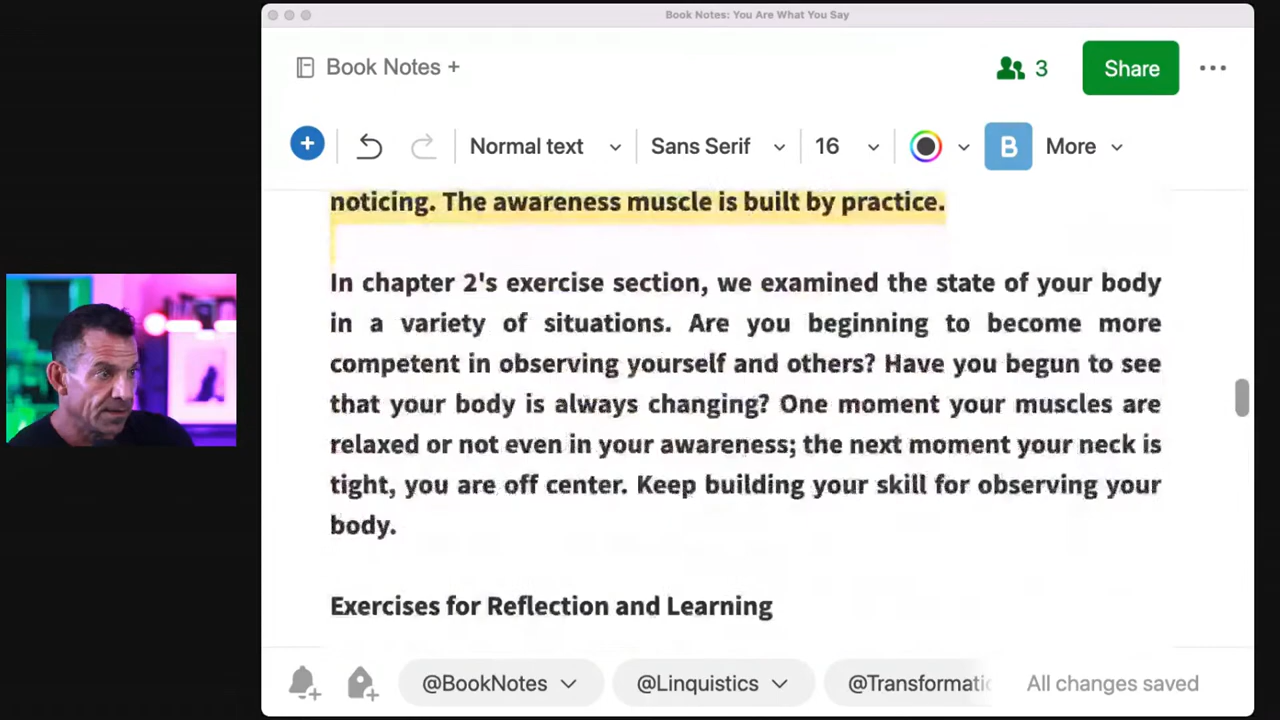 Book Notes: You Are What You Say
Book Notes +
3
Share
Normal text
Sans Serif
16
B
More
noticing. The awareness muscle is built by practice.
In chapter 2's exercise section, we examined the state of your body
in a variety of situations. Are you beginning to become more
competent in observing yourself and others? Have you begun to see
that your body is always changing? One moment your muscles are
relaxed or not even in your awareness; the next moment your neck is
tight, you are off center. Keep building your skill for observing your
body.
Exercises for Reflection and Learning
@BookNotes
@Linquistics
@Transformatic
All changes saved